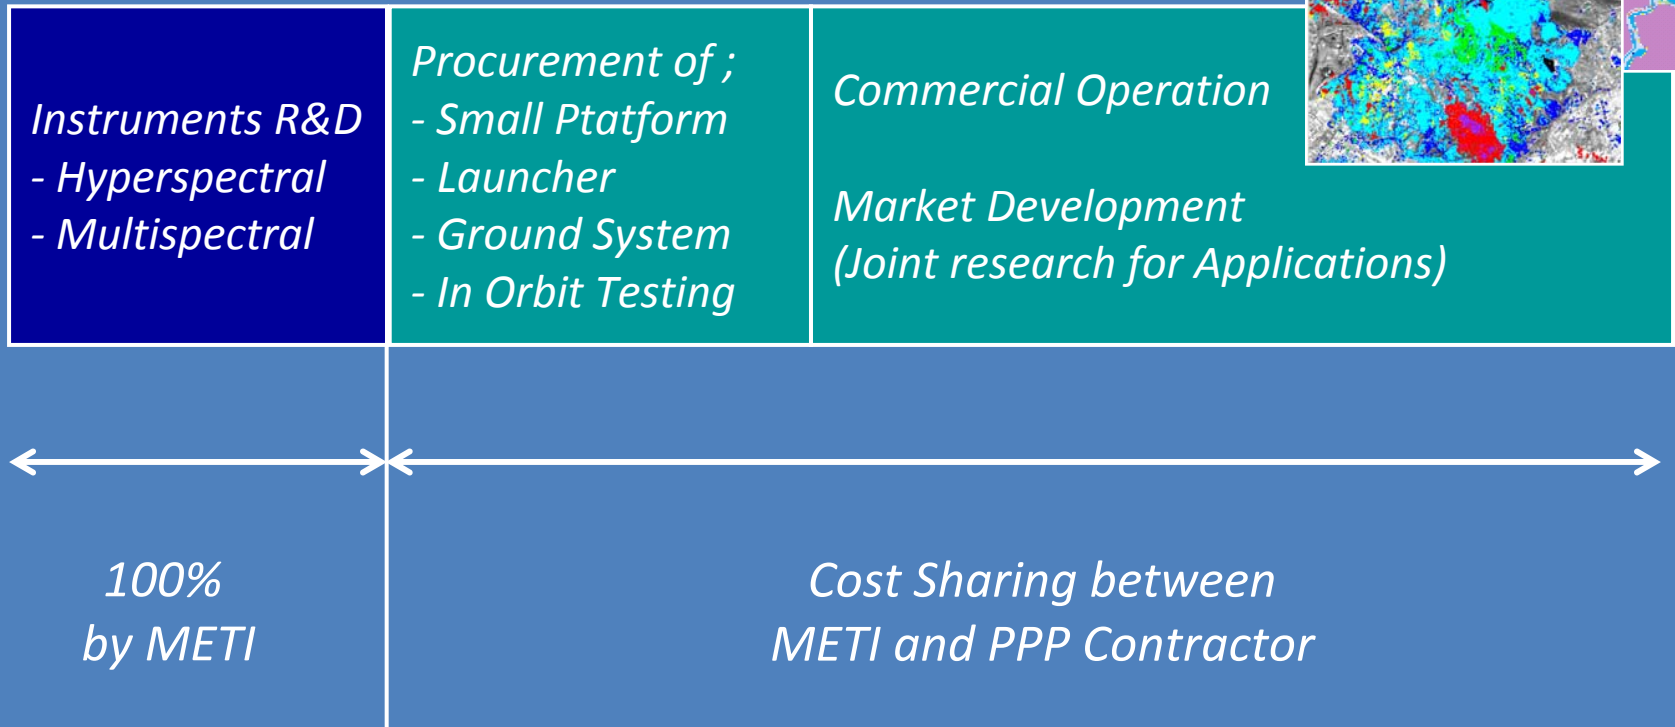 Instruments R&D
- Hyperspectral
- Multispectral
Procurement of ;
- Small Ptatform
- Launcher
- Ground System
- In Orbit Testing
Commercial Operation
Market Development
(Joint research for Applications)
100%
by METI
Cost Sharing between
METI and PPP Contractor